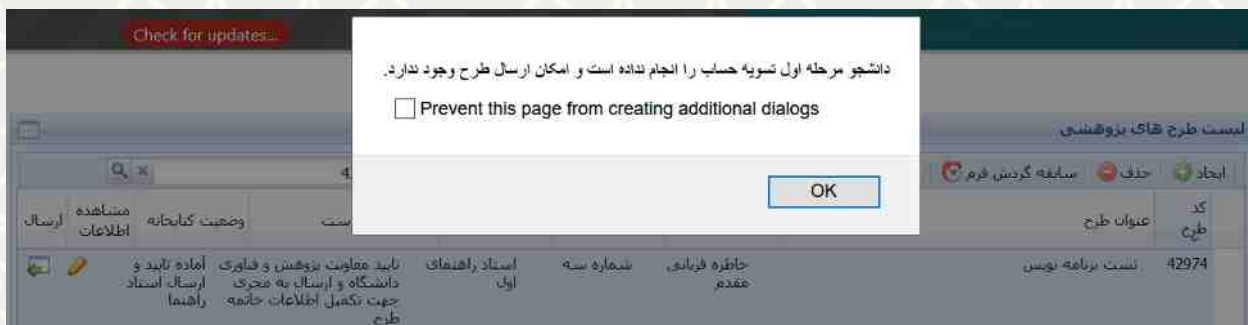 Check for updates...
دانشجو مرحله اول تسویه حساب را انجام نداده است و امکان ارسال طرح وجود ندارد.
Prevent this page from creating additional dialogs
OK
لیست طرح های پژوهشی
ایجاد حذف سابقه گردش فرم
4
کد طرح عنوان طرح وضعیت کتابخانه مشاهده اطلاعات ارسال
42974 تست برنامه نویس خاطره قربانی مقدم شماره سه استاد راهنمای اول تایید معاونت پژوهش و فناوری دانشگاه و ارسال به مجری جهت تکمیل اطلاعات خاتمه طرح آماده تایید و ارسال استاد راهنما